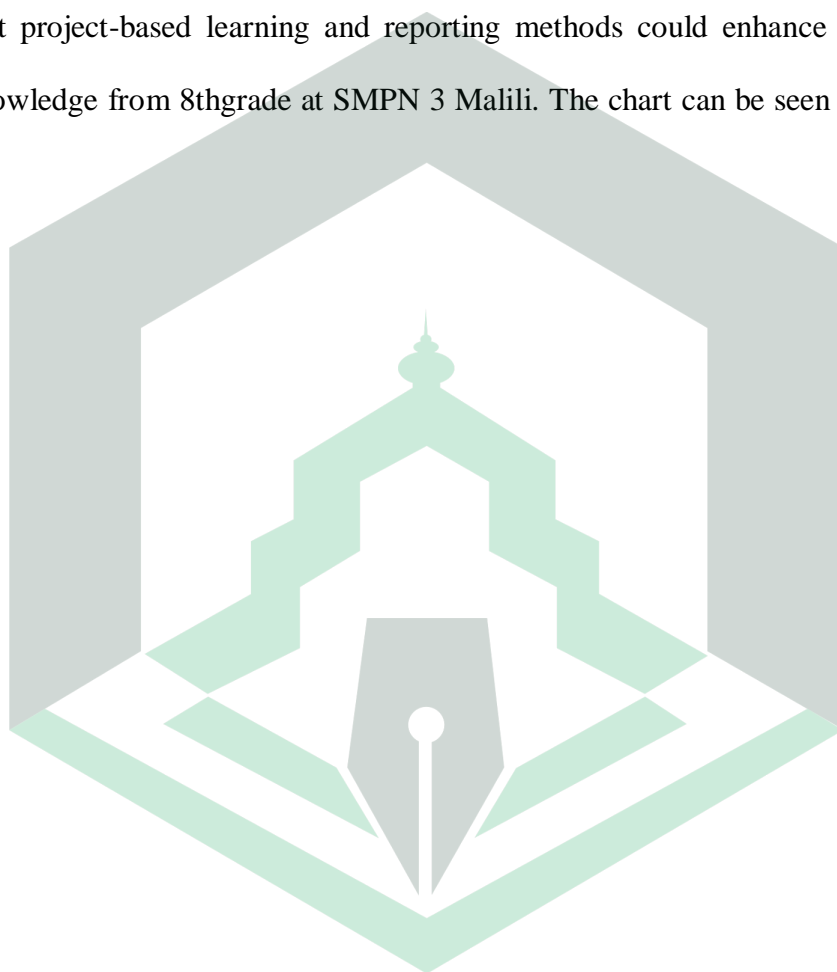 project-based learning and reporting methods could enhance
from 8thgrade at SMPN 3 Malili. The chart can be seen